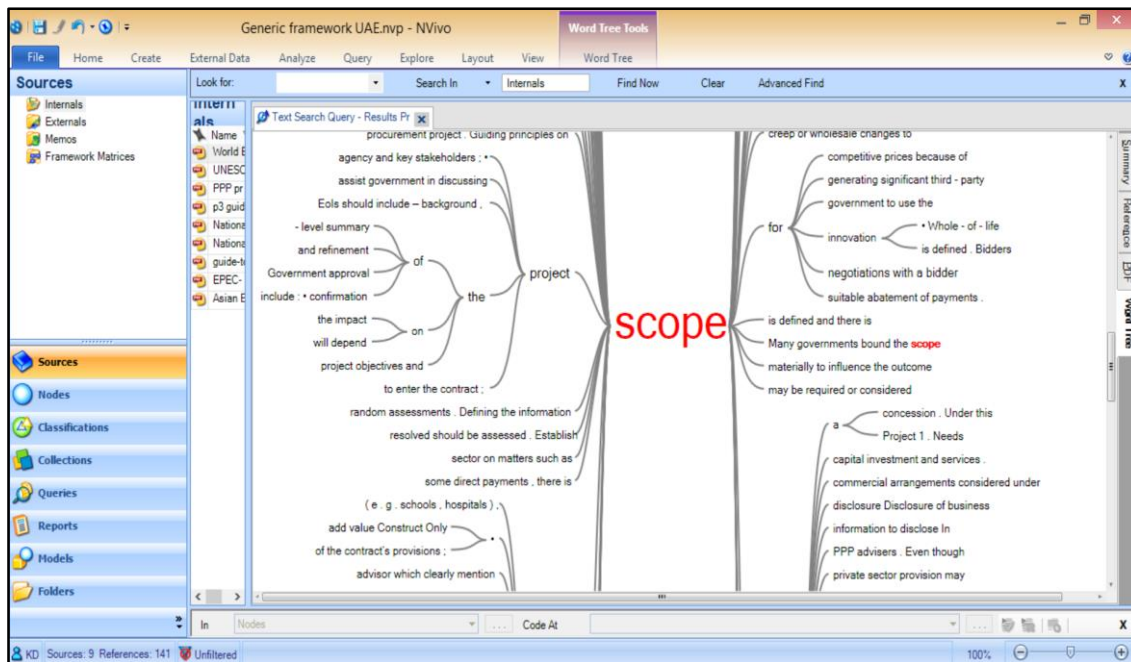 Generic framework UAE.nvp - NVivo
Word Tree Tools
File Home Create External Data Analyze Query Explore Layout View Word Tree
Sources
Internals
Externals
Memos
Framework Matrices
Look for: Search In Internals Find Now Clear Advanced Find X
Internals
Name
World B
UNESC
PPP pr
p3 guid
Nationa
Nationa
guide-to
EPEC-
Asian E
Text Search Query - Results Pr X
procurement project . Guiding principles on
agency and key stakeholders ; •
assist government in discussing
EoIs should include – background ,
- level summary
and refinement
Government approval
include : • confirmation
of
the impact
will depend
on
the
project objectives and
to enter the contract ;
project
random assessments . Defining the information
resolved should be assessed . Establish
sector on matters such as
some direct payments , there is
( e . g . schools , hospitals ) ,
add value Construct Only
of the contract's provisions ;
•
advisor which clearly mention
scope
creep or wholesale changes to
for
competitive prices because of
generating significant third - party
government to use the
innovation
• Whole - of - life
is defined . Bidders
negotiations with a bidder
suitable abatement of payments .
is defined and there is
Many governments bound the scope
materially to influence the outcome
may be required or considered
a
concession . Under this
Project 1 . Needs
capital investment and services .
commercial arrangements considered under
disclosure Disclosure of business
information to disclose In
PPP advisers . Even though
private sector provision may
Summary
Reference
PDF
Word Tree
Sources
Nodes
Classifications
Collections
Queries
Reports
Models
Folders
In Nodes ... Code At ... X
KD Sources: 9 References: 141 Unfiltered 100%